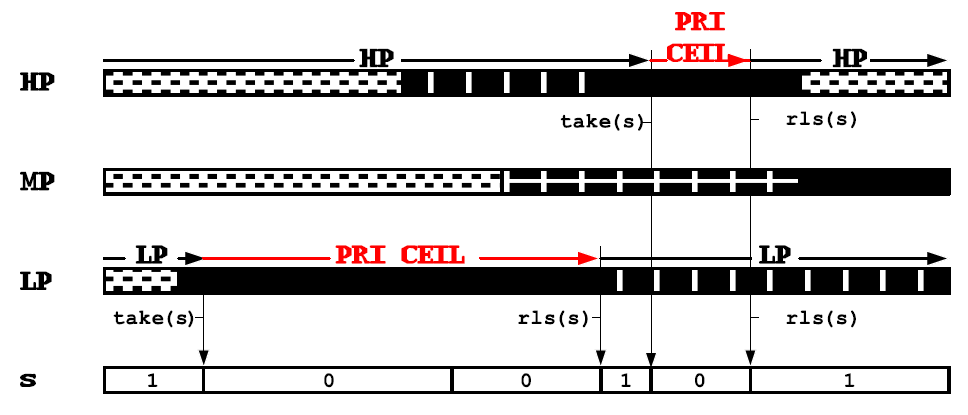 PRI
HP CEIL HP
HP
take(s) rls(s)
MP
LP PRI CEIL LP
LP
take(s) rls(s) rls(s)
s 1 0 0 1 0 1